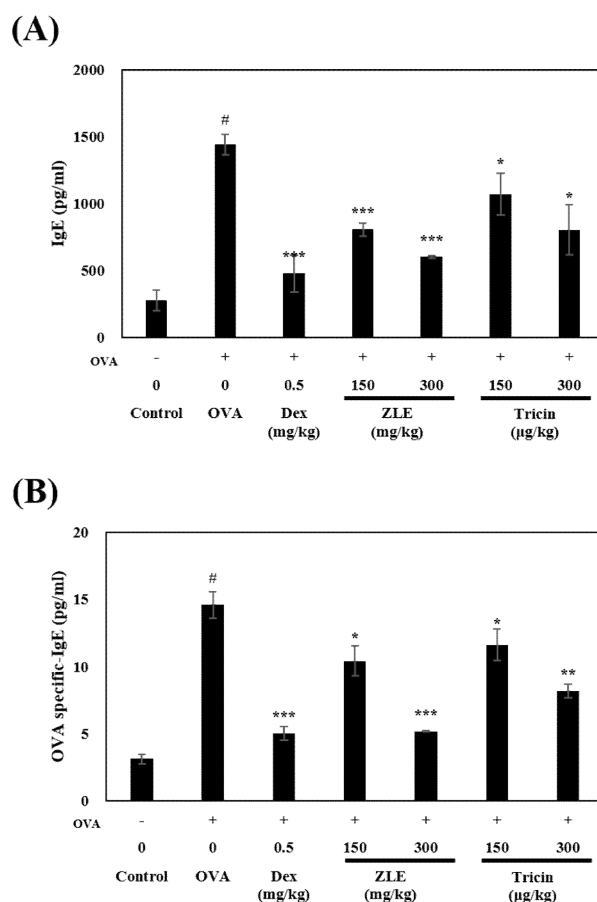 (A)
2000
1500
1000
500
0
IgE (pg/ml)
#
***
***
***
*
*
OVA - + + + + + +
0 0 0.5 150 300 150 300
Control OVA Dex ZLE Tricin
(mg/kg) (mg/kg) (μg/kg)
(B)
20
15
10
5
0
OVA specific-IgE (pg/ml)
#
***
*
***
*
**
OVA - + + + + + +
0 0 0.5 150 300 150 300
Control OVA Dex ZLE Tricin
(mg/kg) (mg/kg) (μg/kg)